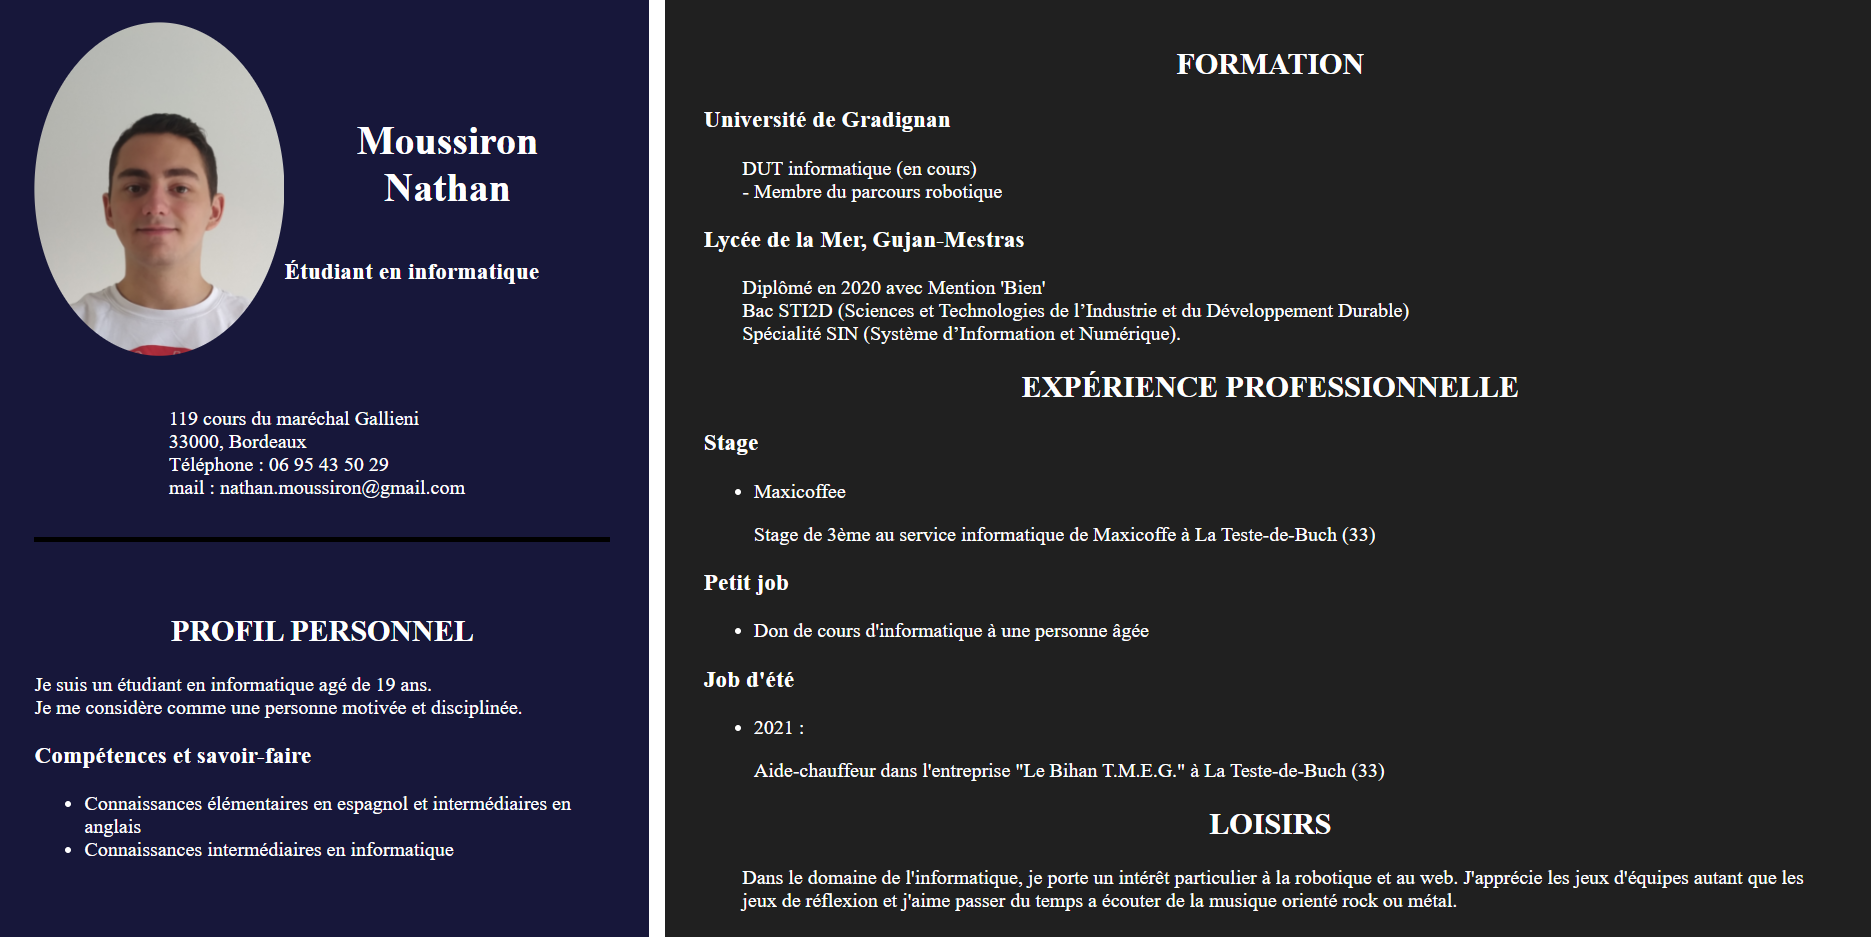 Moussiron
Nathan
Étudiant en informatique
119 cours du maréchal Gallieni
33000, Bordeaux
Téléphone : 06 95 43 50 29
mail : nathan.moussiron@gmail.com
PROFIL PERSONNEL
Je suis un étudiant en informatique agé de 19 ans.
Je me considère comme une personne motivée et disciplinée.
Compétences et savoir-faire
• Connaissances élémentaires en espagnol et intermédiaires en
anglais
• Connaissances intermédiaires en informatique
FORMATION
Université de Gradignan
DUT informatique (en cours)
- Membre du parcours robotique
Lycée de la Mer, Gujan-Mestras
Diplômé en 2020 avec Mention 'Bien'
Bac STI2D (Sciences et Technologies de l’Industrie et du Développement Durable)
Spécialité SIN (Système d’Information et Numérique).
EXPÉRIENCE PROFESSIONNELLE
Stage
• Maxicoffee
Stage de 3ème au service informatique de Maxicoffe à La Teste-de-Buch (33)
Petit job
• Don de cours d'informatique à une personne âgée
Job d'été
• 2021 :
Aide-chauffeur dans l'entreprise "Le Bihan T.M.E.G." à La Teste-de-Buch (33)
LOISIRS
Dans le domaine de l'informatique, je porte un intérêt particulier à la robotique et au web. J'apprécie les jeux d'équipes autant que les
jeux de réflexion et j'aime passer du temps a écouter de la musique orienté rock ou métal.